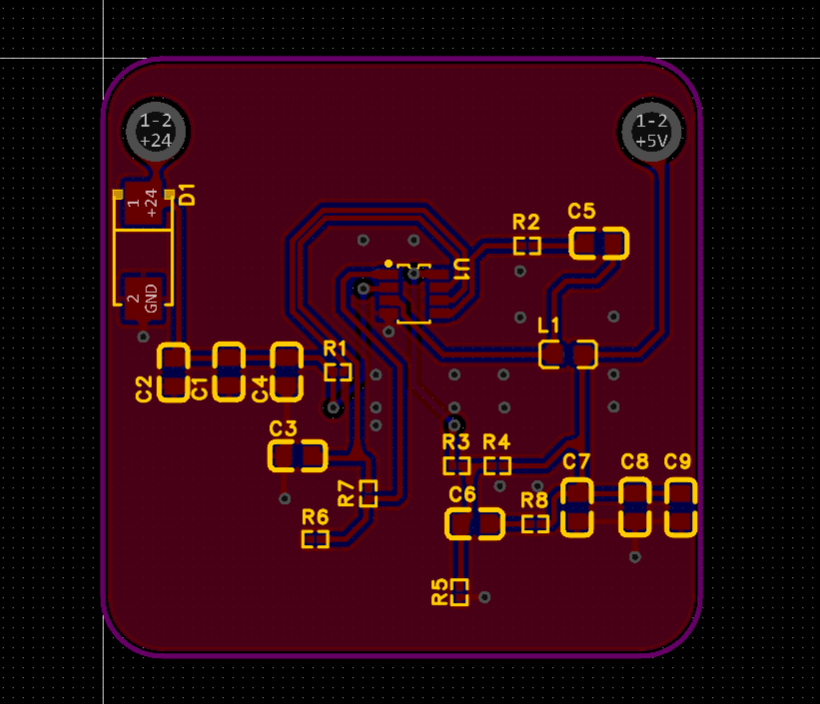 1-2
+24
1-2
+5V
1
+24
D1
R2
C5
U1
2
GND
L1
R1
C2
C1
C4
C3
R3
R4
C7
C8
C9
R7
C6
R8
R6
R5